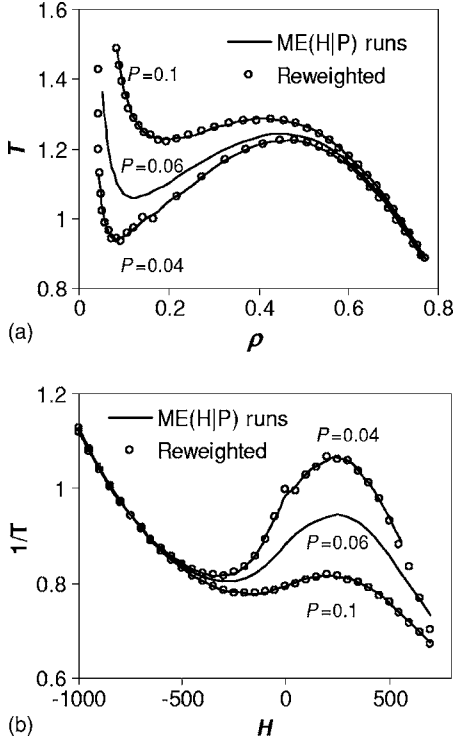 1.6
1.4
1.2
1
0.8
T
ME(H|P) runs
Reweighted
P=0.1
P=0.06
P=0.04
0
0.2
0.4
0.6
0.8
(a)
ρ
1.2
1
0.8
0.6
1/T
ME(H|P) runs
Reweighted
P=0.04
P=0.06
P=0.1
-1000
-500
0
500
(b)
H